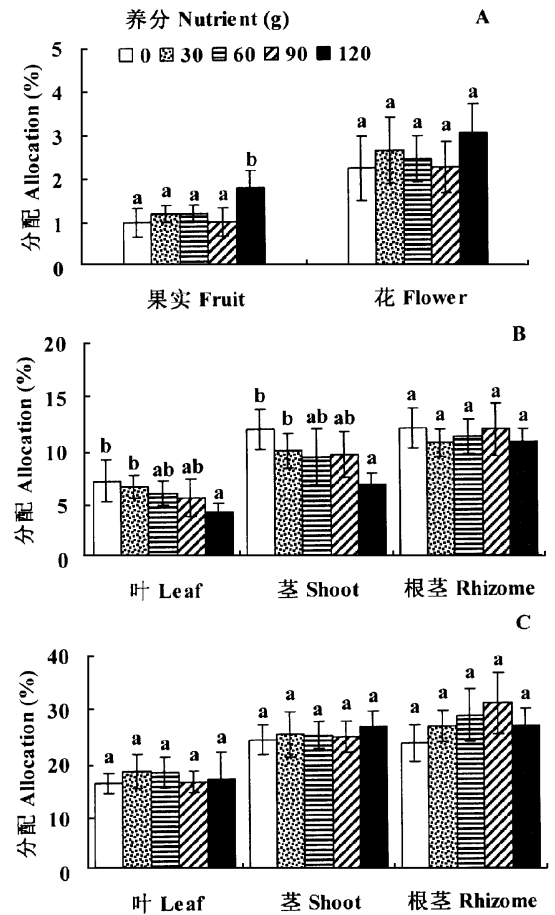 养分 Nutrient (g)
A
0 30 60 90 120
分配 Allocation (%)
5
4
3
2
1
0
a a a a b
a a a a a
果实 Fruit 花 Flower
B
分配 Allocation (%)
20
15
10
5
0
b b ab ab a
b b ab ab a
a a a a a
叶 Leaf 茎 Shoot 根茎 Rhizome
C
分配 Allocation (%)
40
30
20
10
0
a a a a a
a a a a a
a a a a a
叶 Leaf 茎 Shoot 根茎 Rhizome